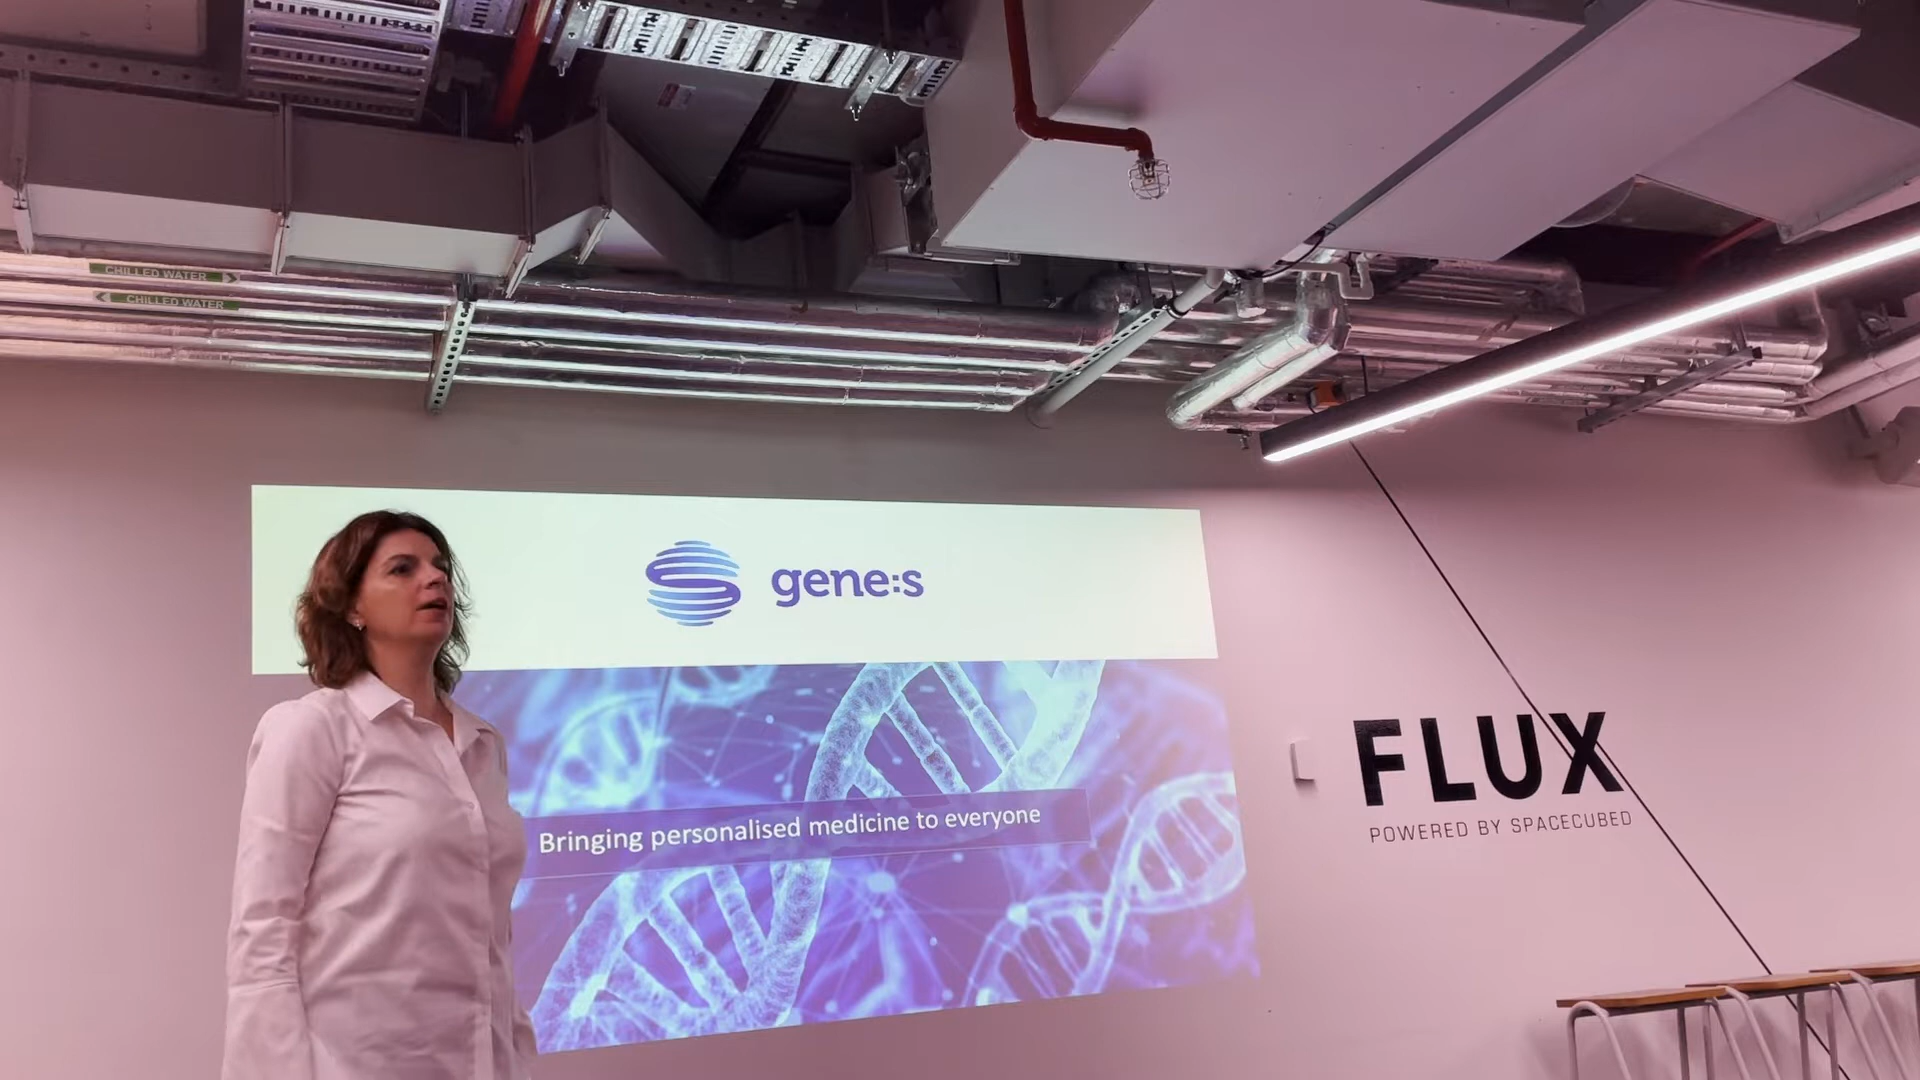 CHILLED WATER
CHILLED WATER
gene:s
Bringing personalised medicine to everyone
FLUX
POWERED BY SPACECUBED